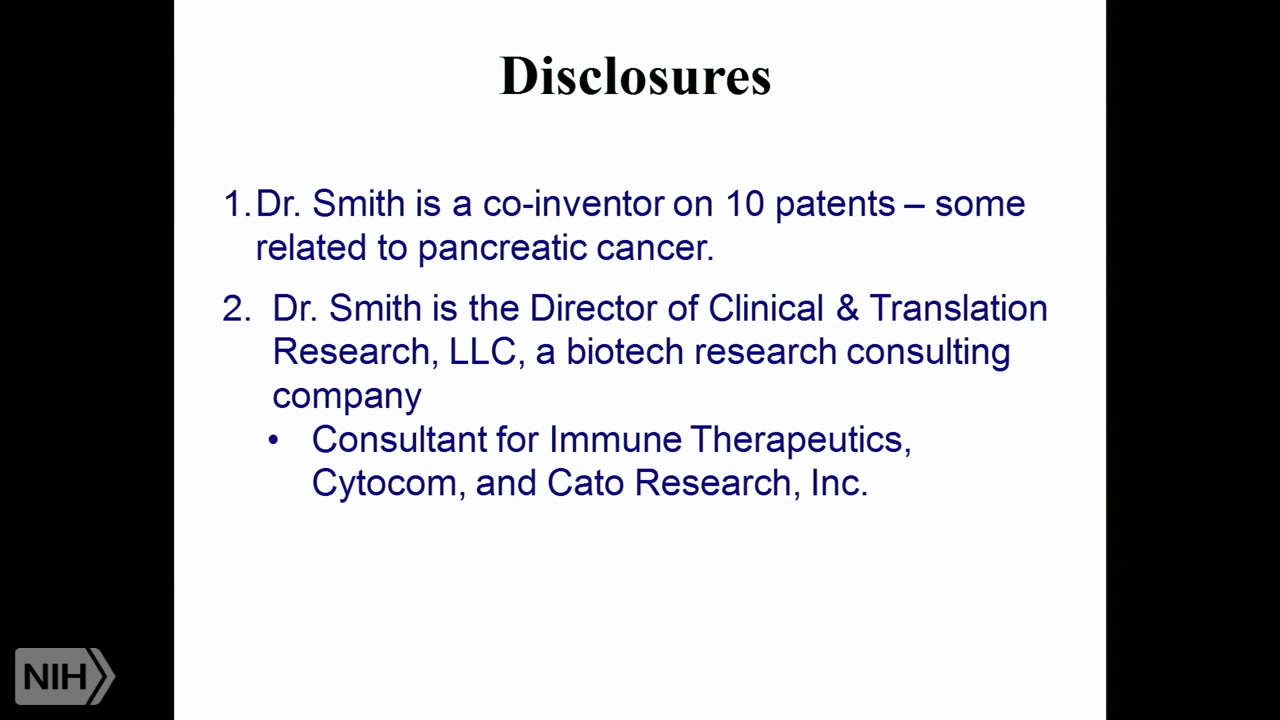 Disclosures
1.Dr. Smith is a co-inventor on 10 patents – some
related to pancreatic cancer.
2. Dr. Smith is the Director of Clinical & Translation
Research, LLC, a biotech research consulting
company
• Consultant for Immune Therapeutics,
Cytocom, and Cato Research, Inc.
NIH